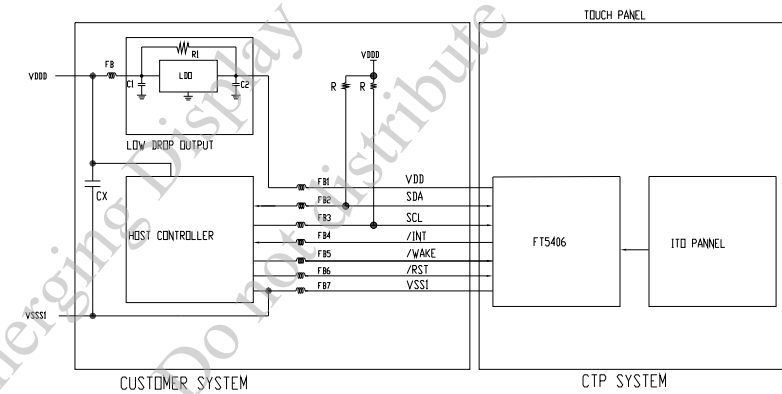 TOUCH PANEL
VDDD
FB
R1
LDO
C1
C2
LOW DROP OUTPUT
VDDD
R
R
CX
HOST CONTROLLER
FB1
VDD
FB2
SDA
FB3
SCL
FB4
/INT
FB5
/WAKE
FB6
/RST
FB7
VSS1
FT5406
ITO PANNEL
VSSS1
CUSTOMER SYSTEM
CTP SYSTEM
merging Display
Do not distribute